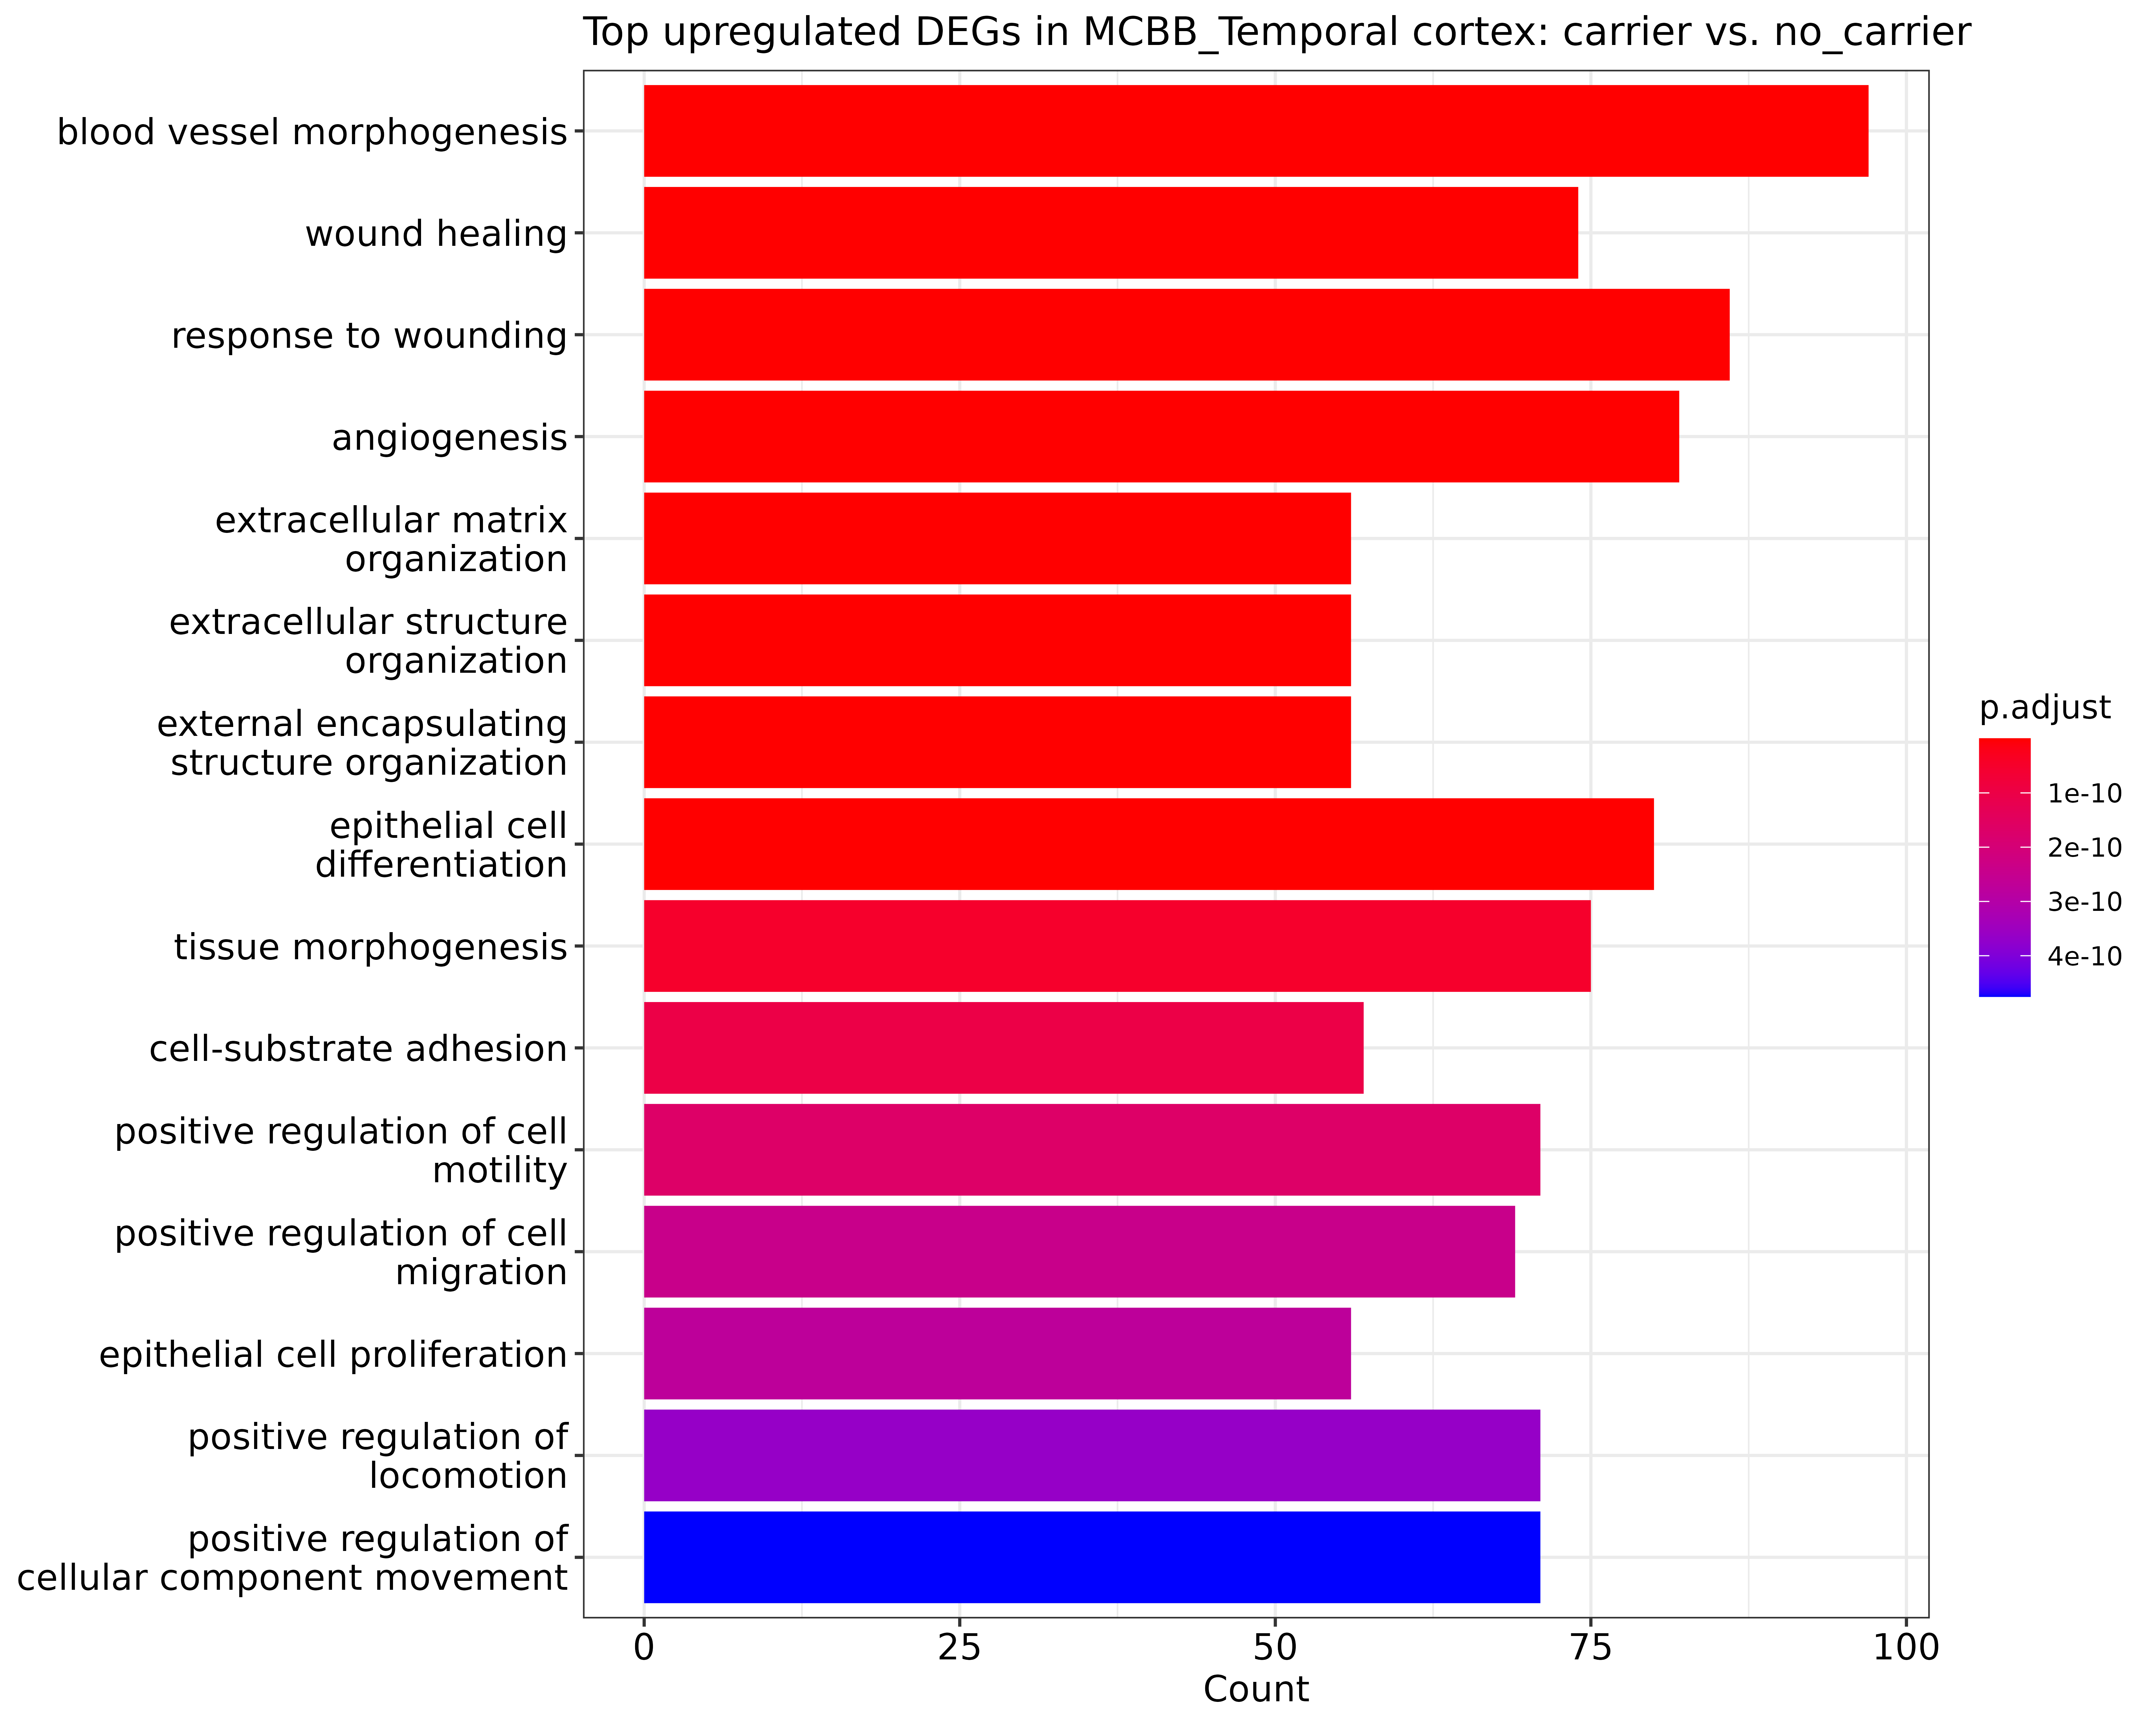 Top upregulated DEGs in MCBB_Temporal cortex: carrier vs. no_carrier
blood vessel morphogenesis
wound healing
response to wounding
angiogenesis
extracellular matrix
organization
extracellular structure
organization
external encapsulating
structure organization
epithelial cell
differentiation
tissue morphogenesis
cell-substrate adhesion
positive regulation of cell
motility
positive regulation of cell
migration
epithelial cell proliferation
positive regulation of
locomotion
positive regulation of
cellular component movement
0 25 50 75 100
Count
p.adjust
1e-10
2e-10
3e-10
4e-10